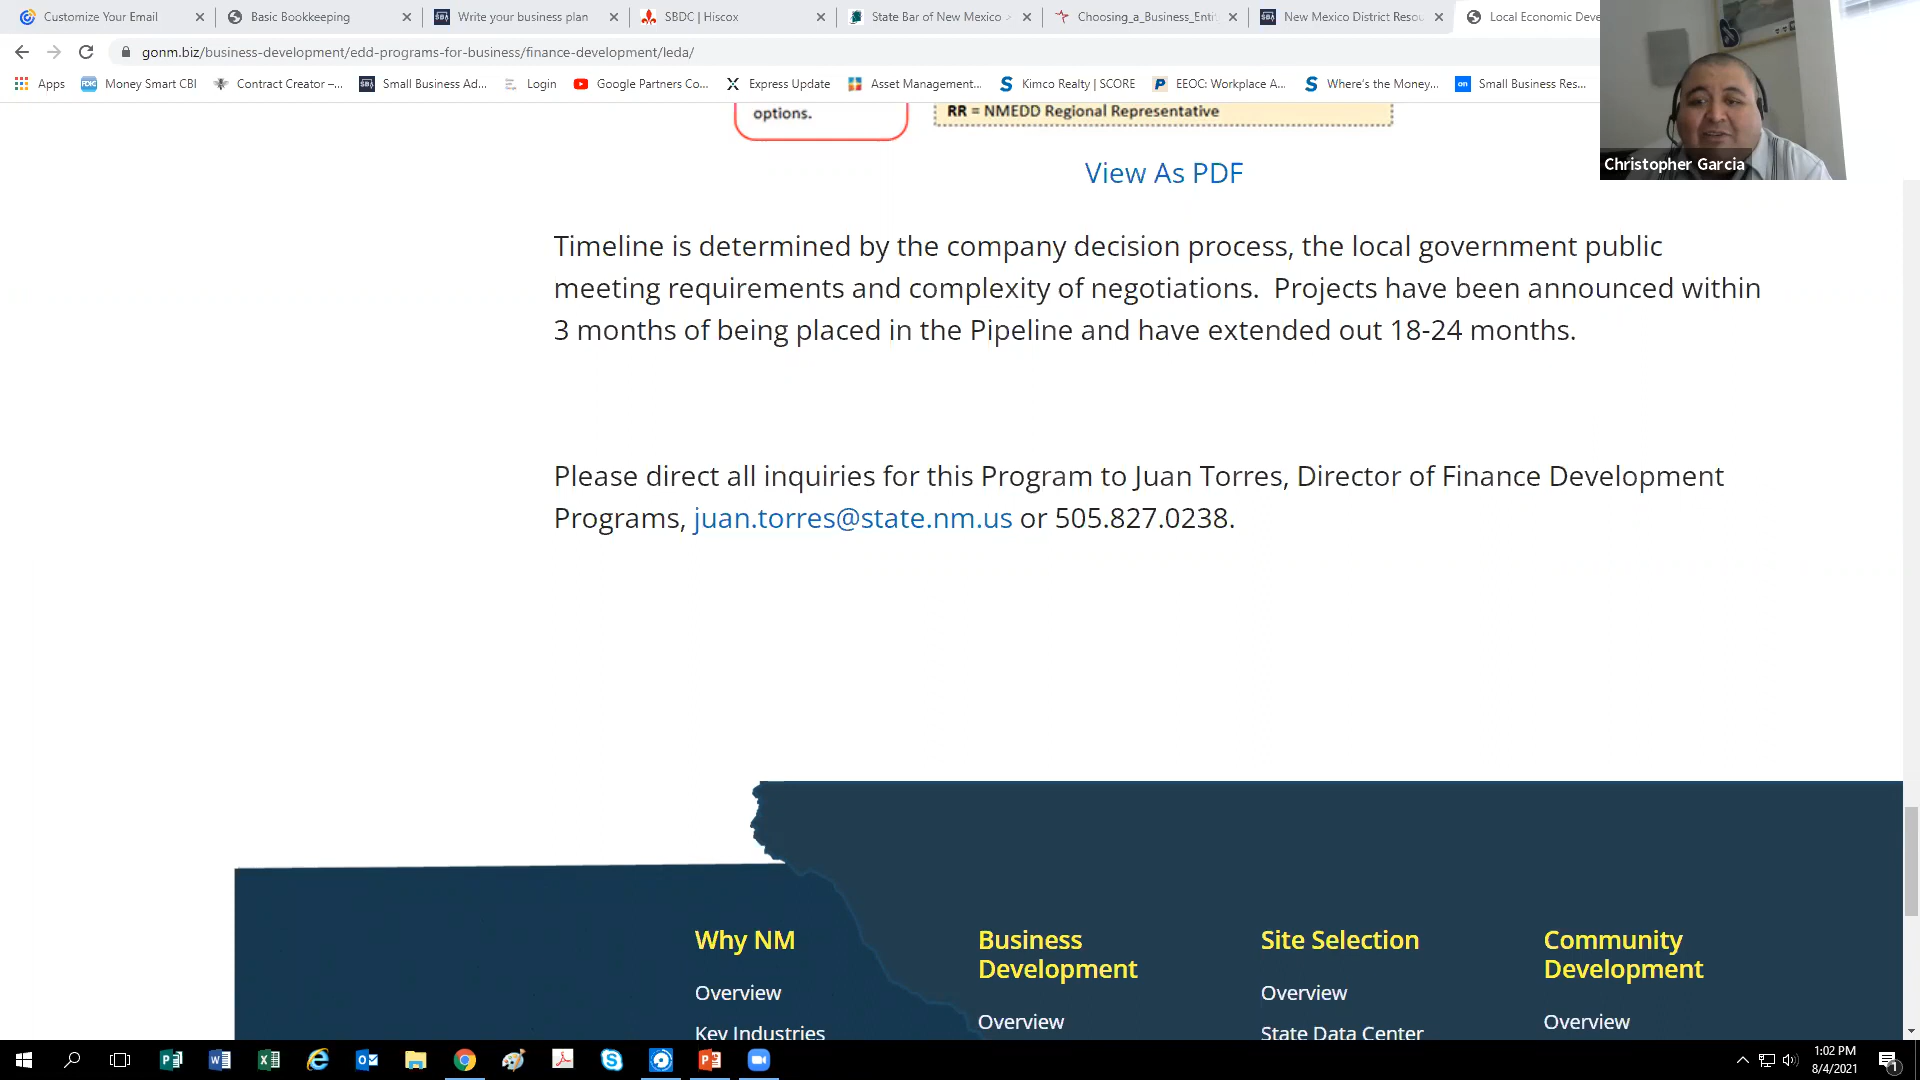 Customize Your Email
Basic Bookkeeping
Write your business plan
SBDC | Hiscox
State Bar of New Mexico
Choosing_a_Business_Enti
New Mexico District Resou
Local Economic Deve
gonm.biz/business-development/edd-programs-for-business/finance-development/leda/
Apps
Money Smart CBI
Contract Creator –...
Small Business Ad...
Login
Google Partners Co...
Express Update
Asset Management...
Kimco Realty | SCORE
EEOC: Workplace A...
Where's the Money...
Small Business Res...
options.
RR = NMEDD Regional Representative
Christopher Garcia
View As PDF
Timeline is determined by the company decision process, the local government public
meeting requirements and complexity of negotiations.  Projects have been announced within
3 months of being placed in the Pipeline and have extended out 18-24 months.
Please direct all inquiries for this Program to Juan Torres, Director of Finance Development
Programs, juan.torres@state.nm.us or 505.827.0238.
Why NM
Overview
Key Industries
Business
Development
Overview
Site Selection
Overview
State Data Center
Community
Development
Overview
1:02 PM
8/4/2021